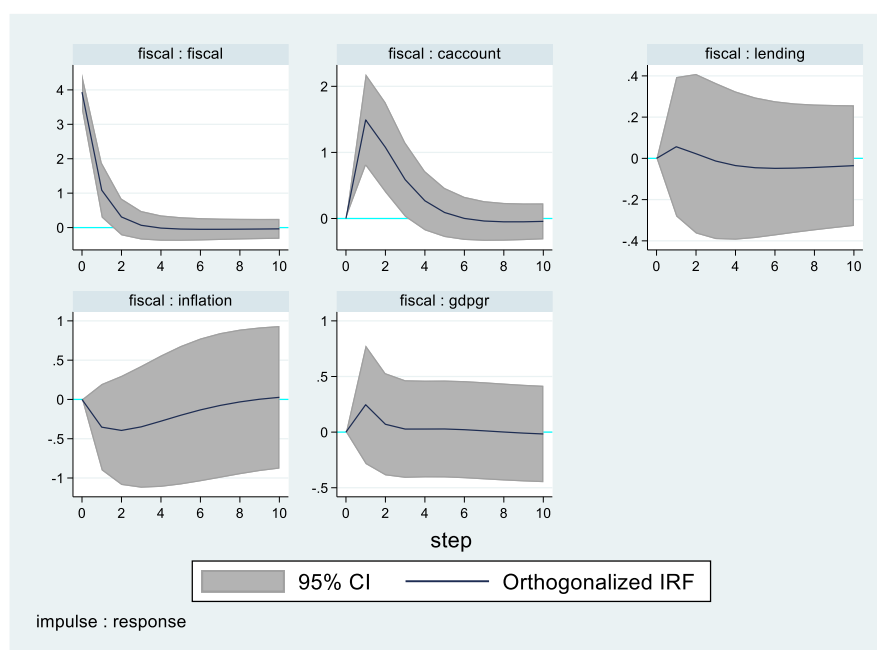 fiscal : fiscal
4
3
2
1
0
0 2 4 6 8 10
fiscal : caccount
2
1
0
0 2 4 6 8 10
fiscal : lending
.4
.2
0
-.2
-.4
0 2 4 6 8 10
fiscal : inflation
1
.5
0
-.5
-1
0 2 4 6 8 10
fiscal : gdpgr
1
.5
0
-.5
0 2 4 6 8 10
step
95% CI Orthogonalized IRF
impulse : response